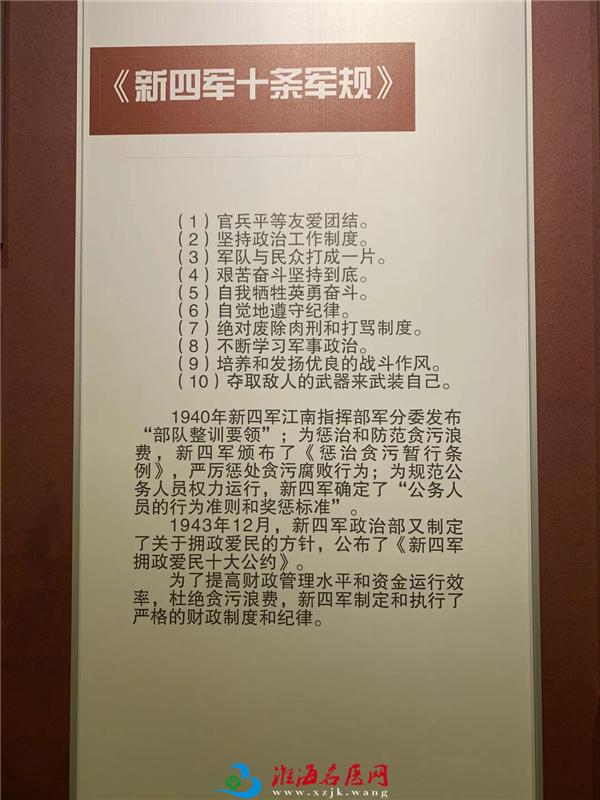 《新四军十条军规》
（1）官兵平等友爱团结。
（2）坚持政治工作制度。
（3）军队与民众打成一片。
（4）艰苦奋斗坚持到底。
（5）自我牺牲英勇奋斗。
（6）自觉地遵守纪律。
（7）绝对废除肉刑和打骂制度。
（8）不断学习军事政治。
（9）培养和发扬优良的战斗作风。
（10）夺取敌人的武器来武装自己。
1940年新四军江南指挥部军分委发布
“部队整训要领”；为惩治和防范贪污浪
费，新四军颁布了《惩治贪污暂行条
例》，严厉惩处贪污腐败行为；为规范公
务人员权力运行，新四军确定了“公务人
员的行为准则和奖惩标准”。
1943年12月，新四军政治部又制定
了关于拥政爱民的方针，公布了《新四军
拥政爱民十大公约》。
为了提高财政管理水平和资金运行效
率，杜绝贪污浪费，新四军制定和执行了
严格的财政制度和纪律。
淮海名医网
www.xzjk.wang